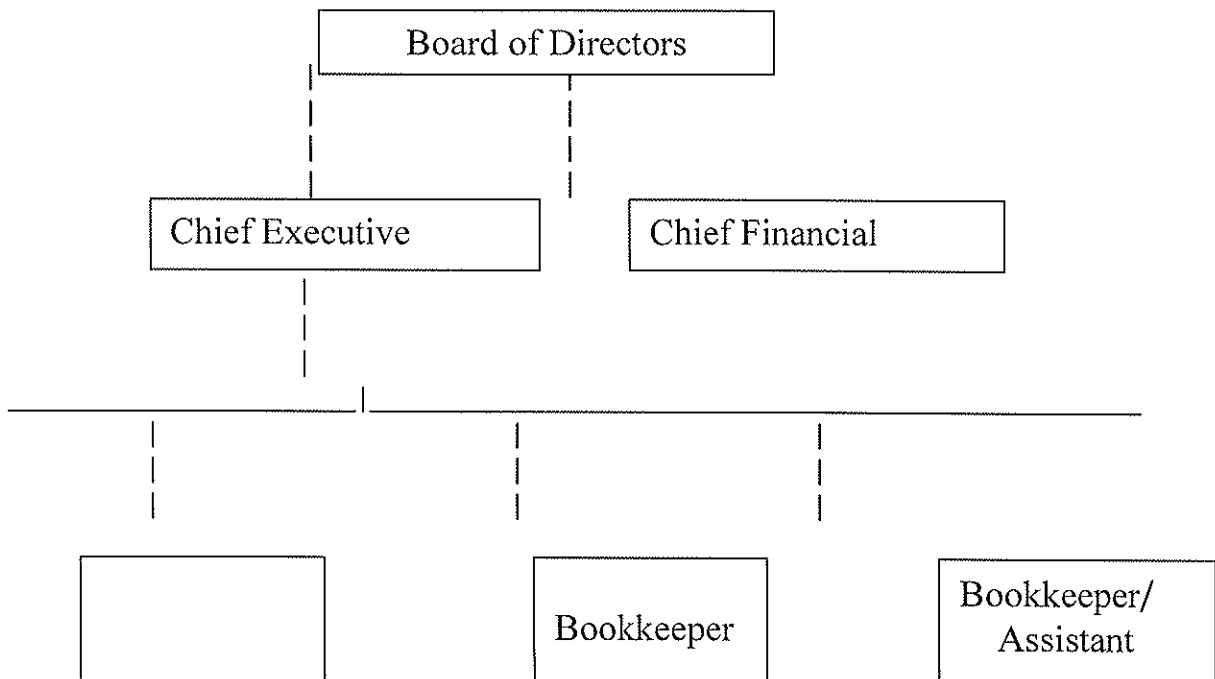 Board of Directors
Chief Executive
Chief Financial
Bookkeeper
Bookkeeper/
Assistant